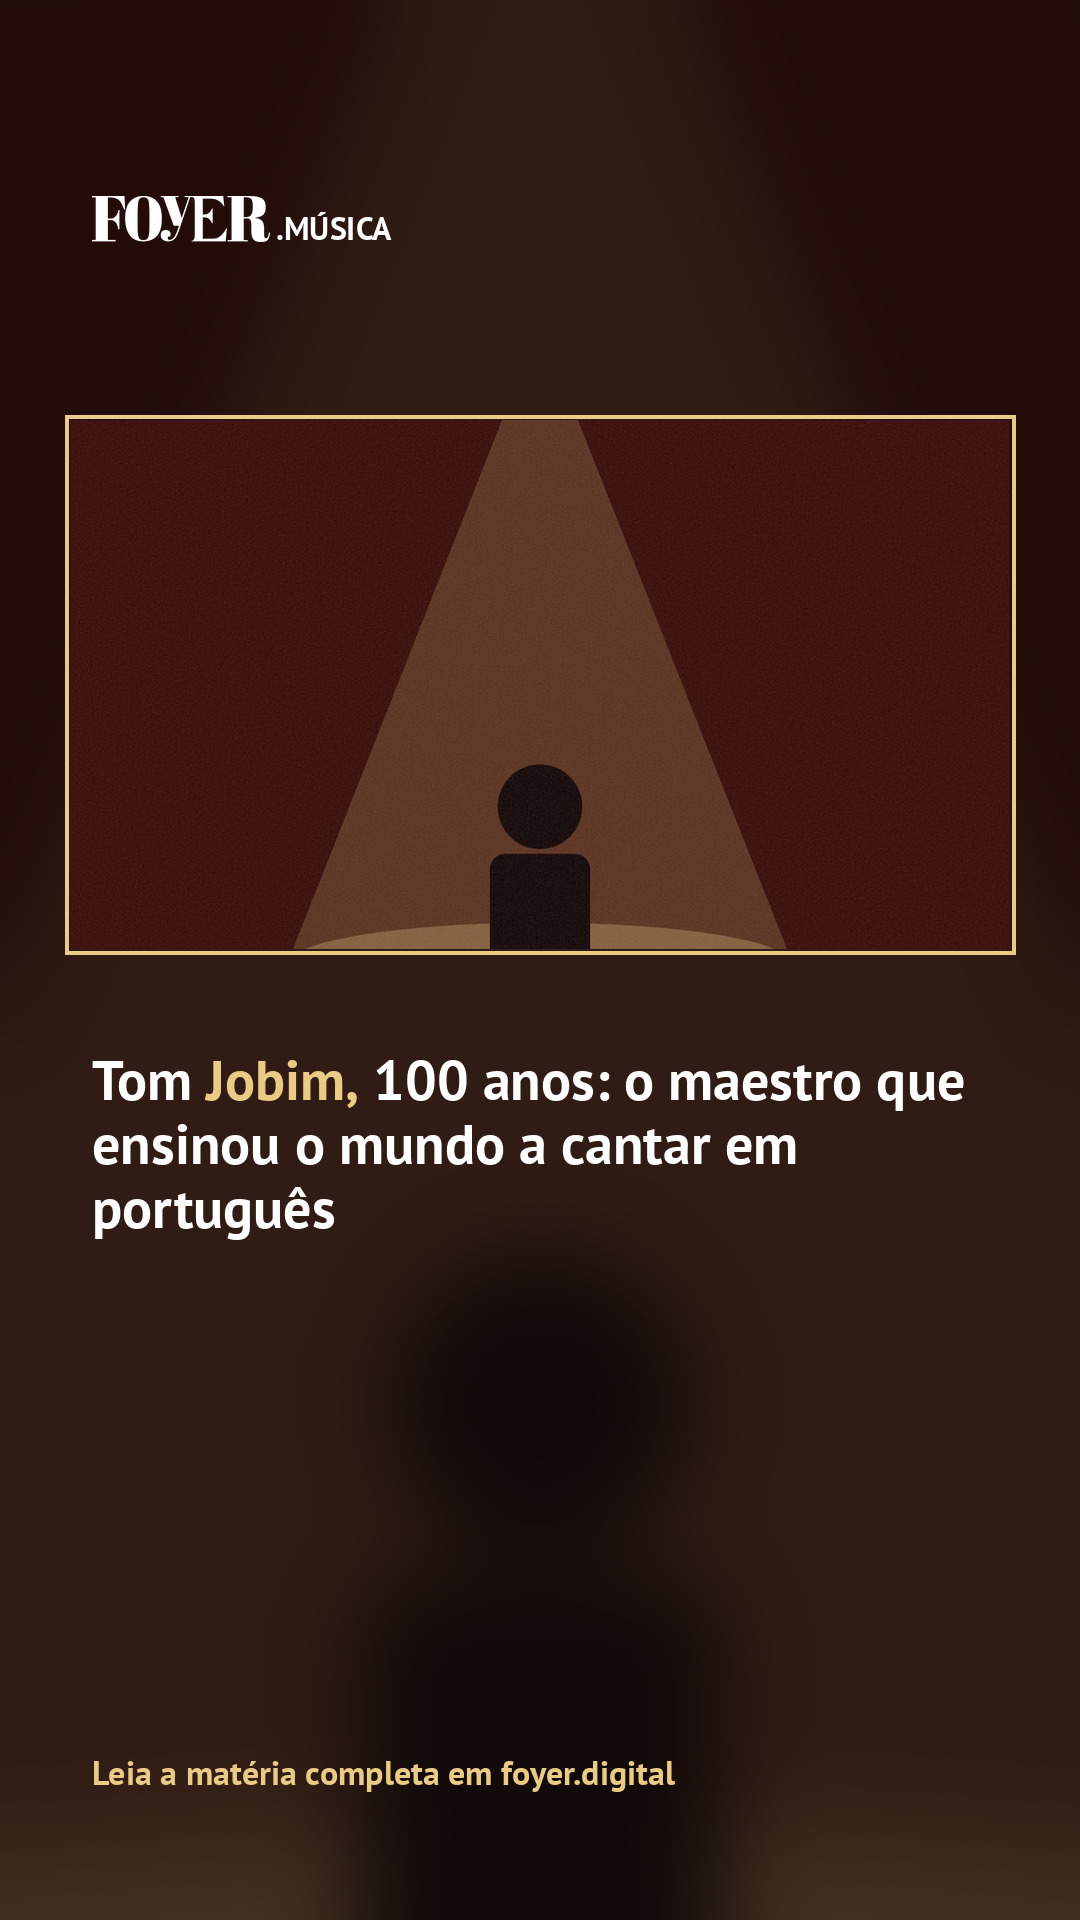 FOYER .MÚSICA
Tom Jobim, 100 anos: o maestro que
ensinou o mundo a cantar em
português
Leia a matéria completa em foyer.digital